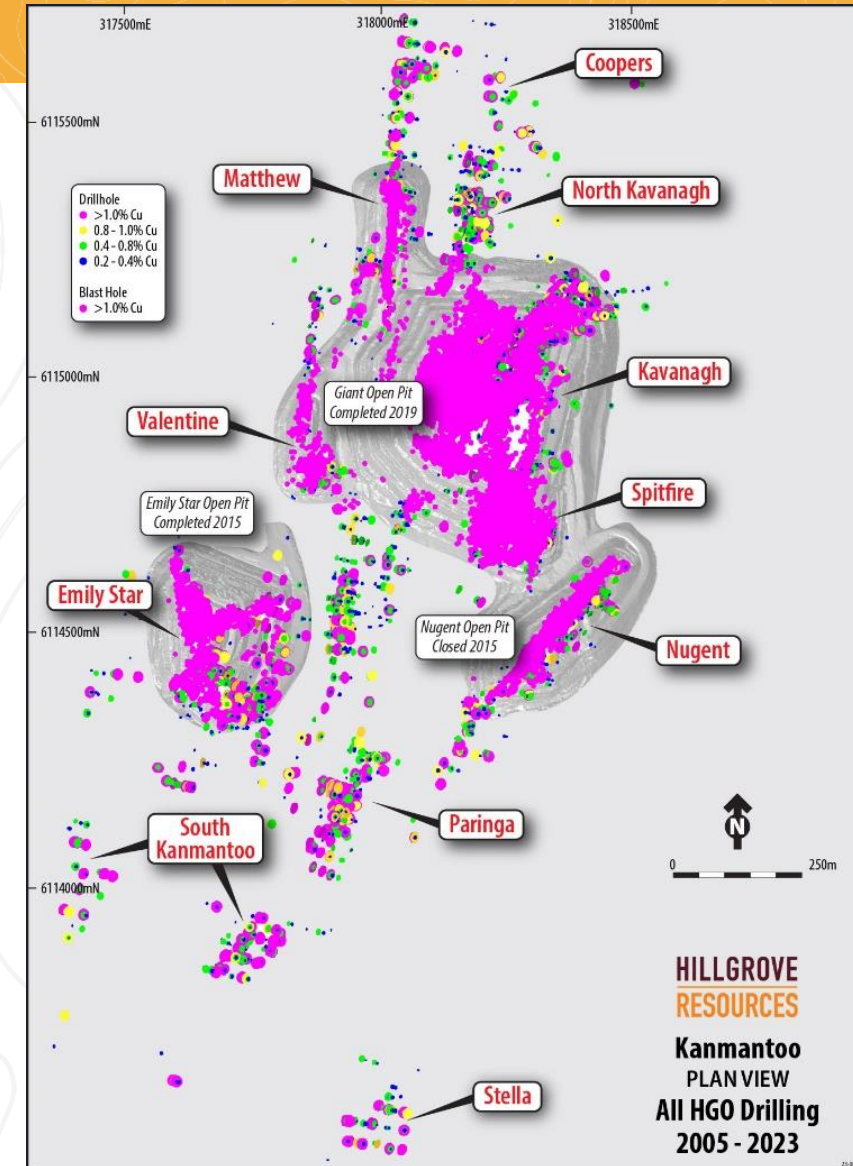 317500mE
318000mE
318500mE
Coopers
6115500mN
Matthew
North Kavanagh
Drillhole
>1.0% Cu
0.8 - 1.0% Cu
0.4 - 0.8% Cu
0.2 - 0.4% Cu
Blast Hole
>1.0% Cu
6115000mN
Kavanagh
Giant Open Pit
Completed 2019
Valentine
Spitfire
Emily Star Open Pit
Completed 2015
Emily Star
6114500mN
Nugent Open Pit
Closed 2015
Nugent
Paringa
South
Kanmantoo
N
0
250m
6114000mN
HILLGROVE
RESOURCES
Kanmantoo
PLAN VIEW
All HGO Drilling
2005 - 2023
Stella